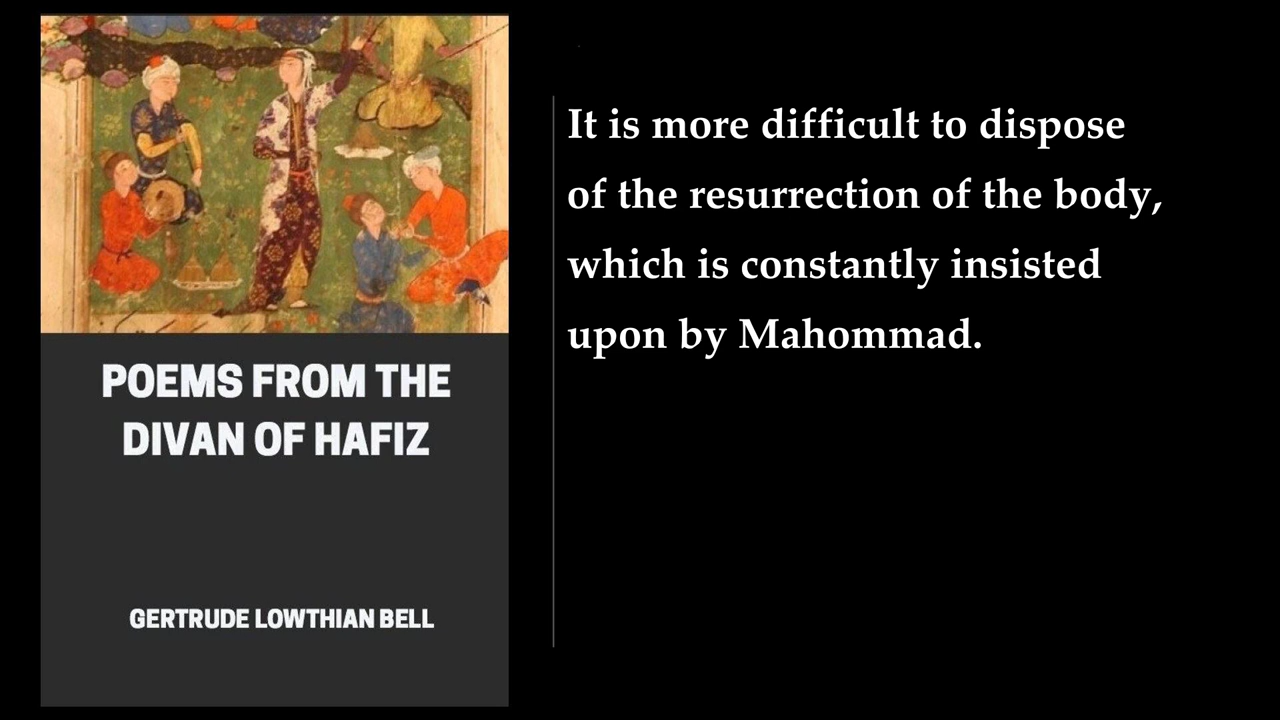 POEMS FROM THE
DIVAN OF HAFIZ
GERTRUDE LOWTHIAN BELL
It is more difficult to dispose
of the resurrection of the body,
which is constantly insisted
upon by Mahommad.